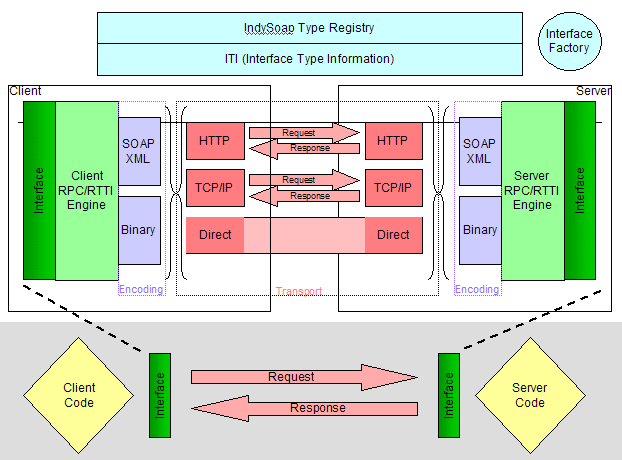 IndySoap Type Registry
ITI (Interface Type Information)
Interface
Factory
Client
Server
Interface
Client
RPC/RTTI
Engine
SOAP
XML
Binary
Encoding
HTTP
Request
Response
HTTP
TCP/IP
Request
Response
TCP/IP
Direct
Direct
Transport
SOAP
XML
Binary
Encoding
Server
RPC/RTTI
Engine
Interface
Client
Code
Interface
Request
Response
Interface
Server
Code